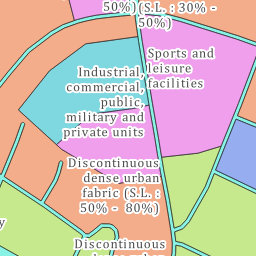 50%)(S.L. : 30% -
50%)
Sports and
leisure
facilities
Industrial,
commercial,
public,
military and
private units
Discontinuous
dense urban
fabric (S.L. :
50% -  80%)
Discontinuous